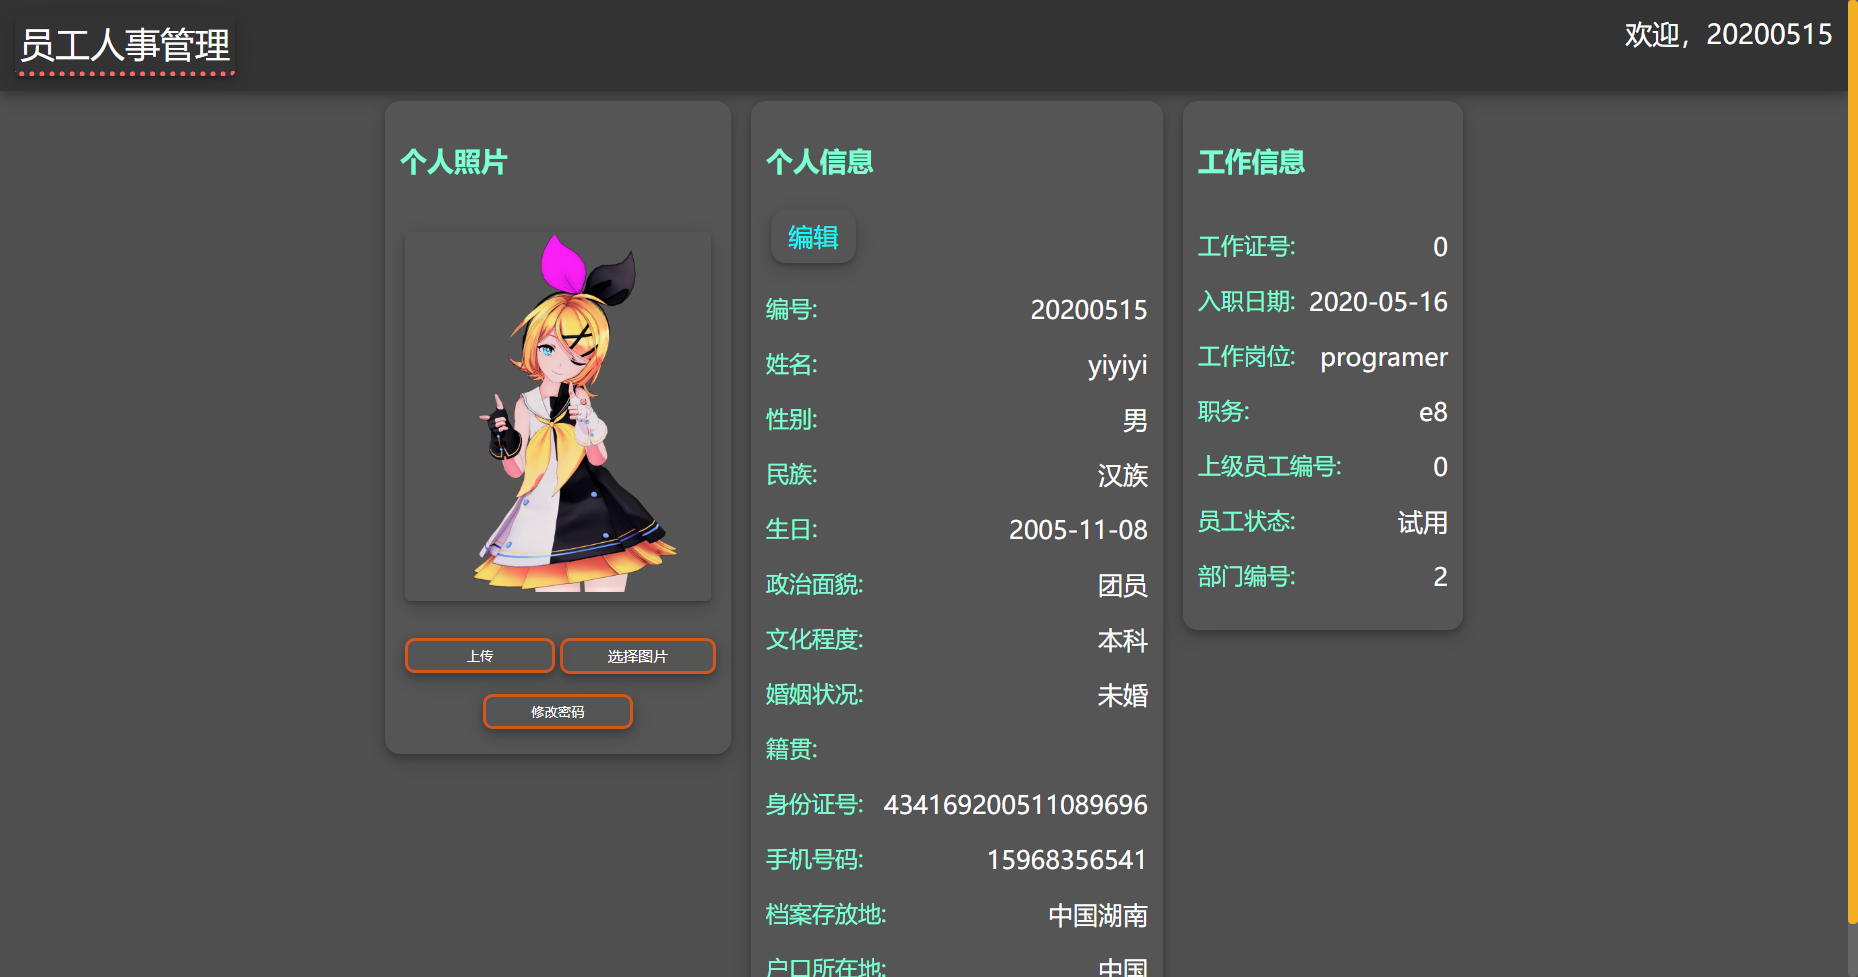 员工人事管理
欢迎，20200515
个人照片
上传
选择图片
修改密码
个人信息
编辑
编号: 20200515
姓名: yiyiyi
性别: 男
民族: 汉族
生日: 2005-11-08
政治面貌: 团员
文化程度: 本科
婚姻状况: 未婚
籍贯:
身份证号: 434169200511089696
手机号码: 15968356541
档案存放地: 中国湖南
户口所在地: 中国
工作信息
工作证号: 0
入职日期: 2020-05-16
工作岗位: programer
职务: e8
上级员工编号: 0
员工状态: 试用
部门编号: 2